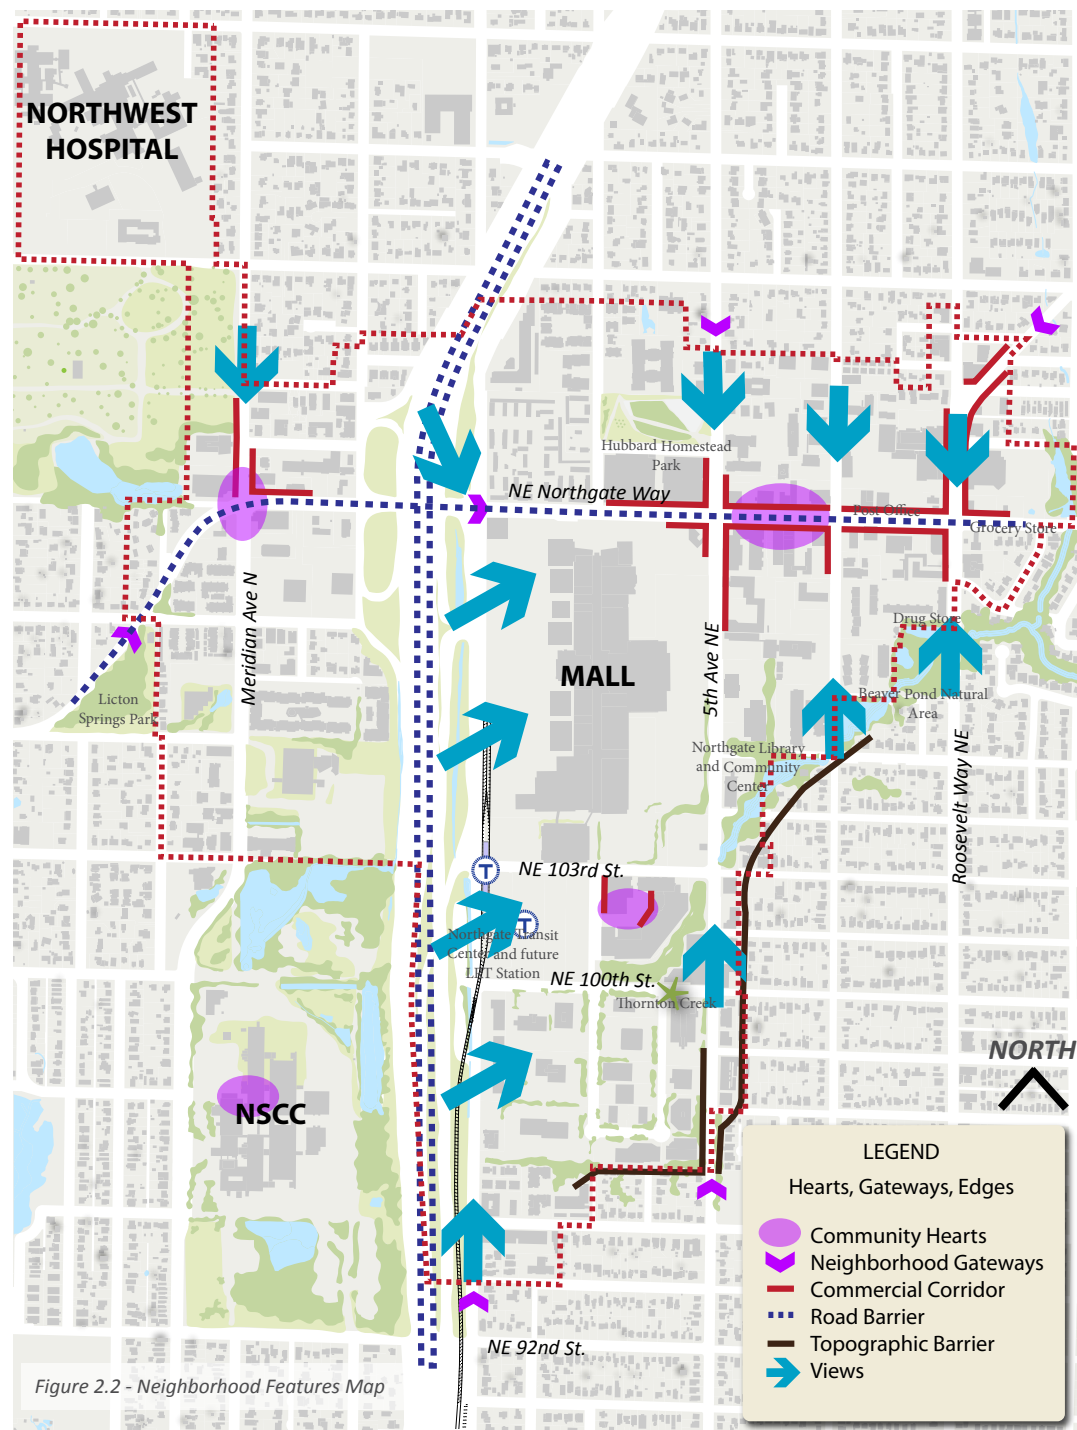 NORTHWEST
HOSPITAL
Hubbard Homestead
Park
NE Northgate Way
Post Office
Grocery Store
Meridian Ave N
Drug Store
MALL
5th Ave NE
Licton
Springs Park
Beaver Pond Natural
Area
Northgate Library
and Community
Center
Roosevelt Way NE
T
NE 103rd St.
T
Northgate Transit
Center and future
LRT Station
NE 100th St.
Thornton Creek
NORTH
NSCC
LEGEND
Hearts, Gateways, Edges
Community Hearts
Neighborhood Gateways
Commercial Corridor
Road Barrier
Topographic Barrier
Views
NE 92nd St.
Figure 2.2 - Neighborhood Features Map